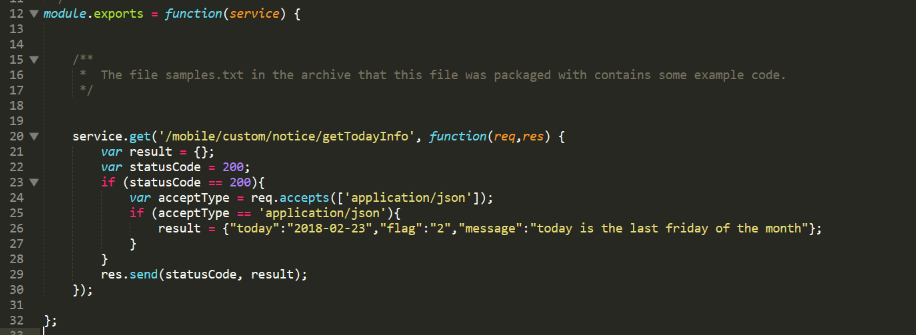 12 module.exports = function(service) {
13
14
15 /**
16 * The file samples.txt in the archive that this file was packaged with contains some example code.
17 */
18
19
20 service.get('/mobile/custom/notice/getTodayInfo', function(req,res) {
21 var result = {};
22 var statusCode = 200;
23 if (statusCode == 200){
24 var acceptType = req.accepts(['application/json']);
25 if (acceptType == 'application/json'){
26 result = {"today":"2018-02-23","flag":"2","message":"today is the last friday of the month"};
27 }
28 }
29 res.send(statusCode, result);
30 });
31
32 };